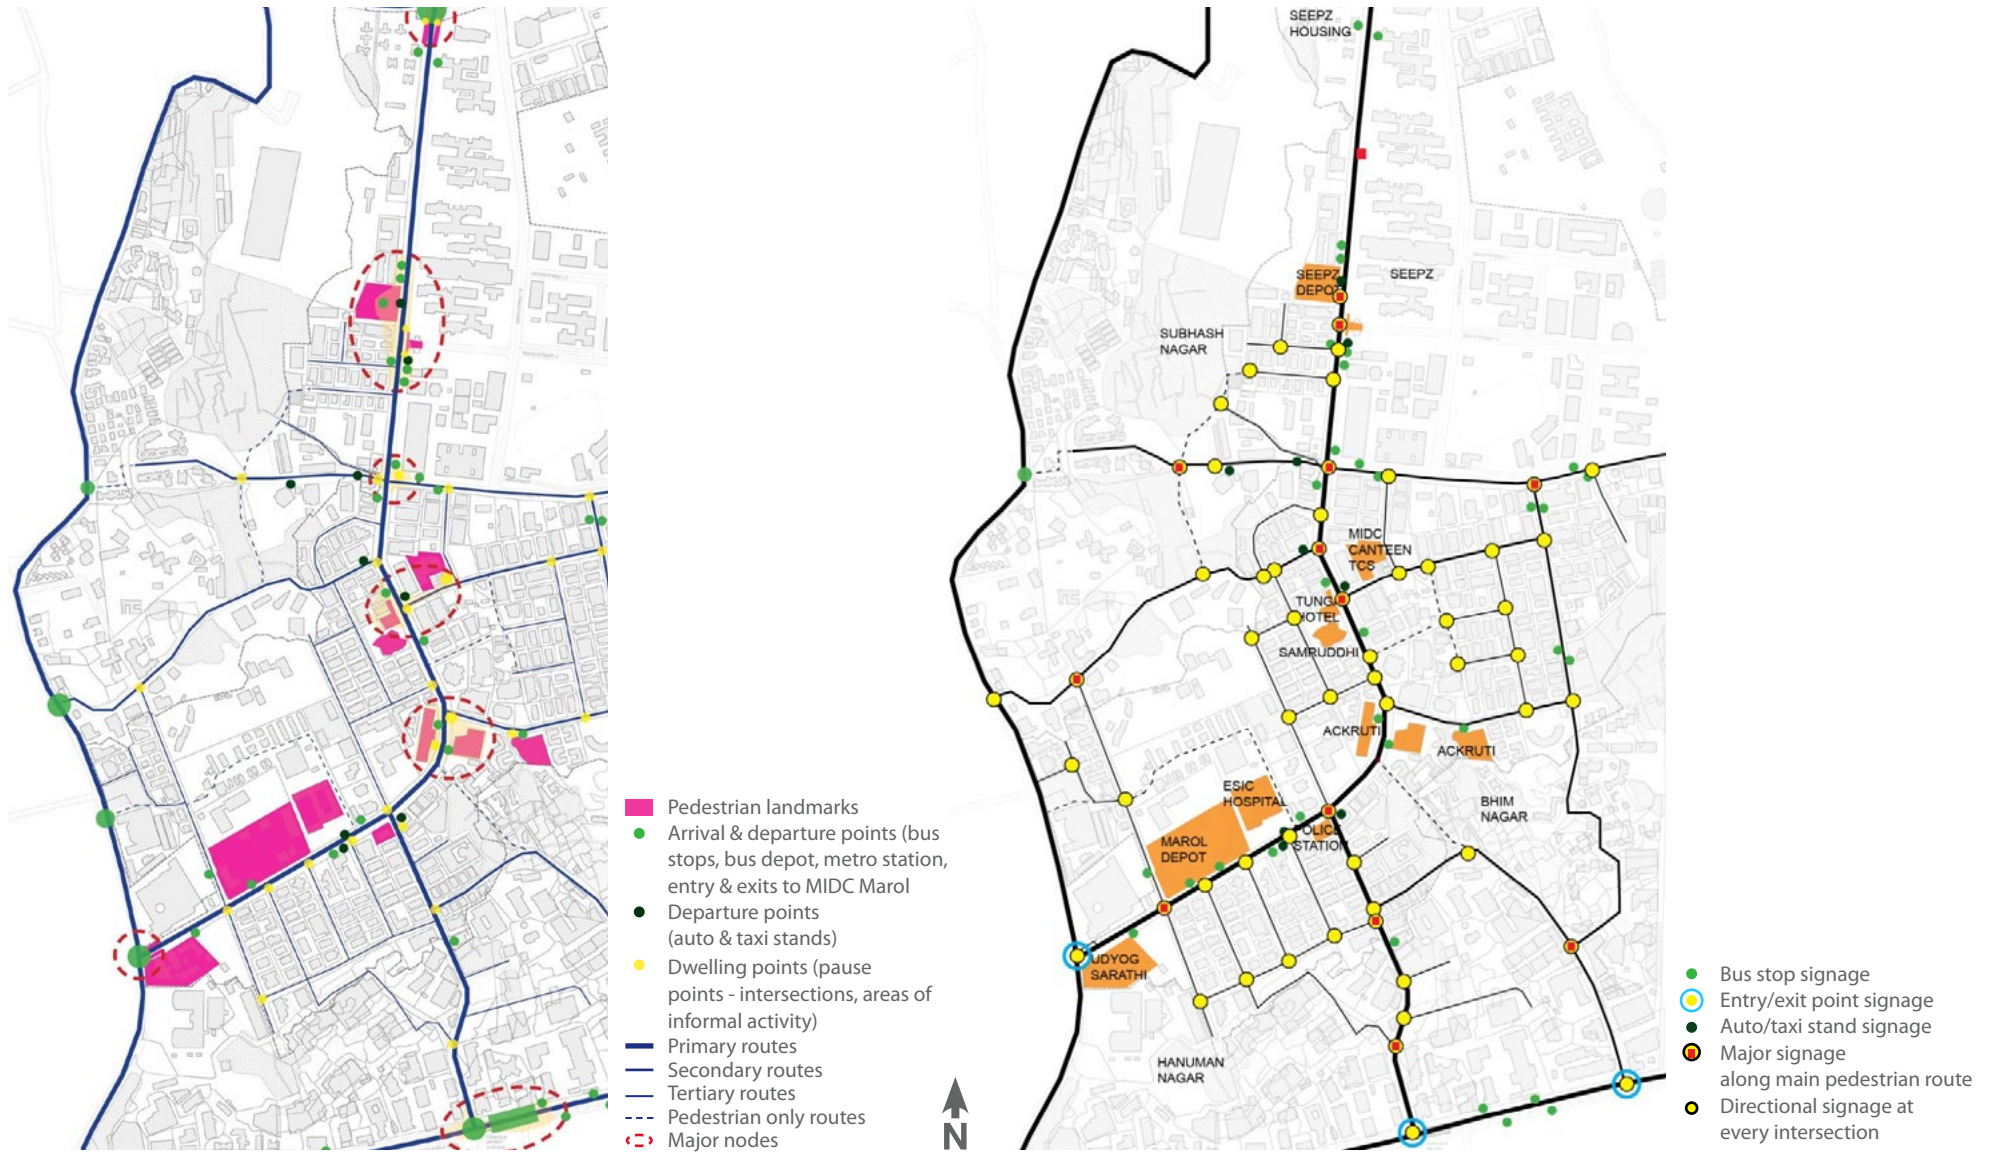 Pedestrian landmarks
Arrival & departure points (bus
stops, bus depot, metro station,
entry & exits to MIDC Marol
Departure points
(auto & taxi stands)
Dwelling points (pause
points - intersections, areas of
informal activity)
Primary routes
Secondary routes
Tertiary routes
Pedestrian only routes
Major nodes
N
SEEPZ
HOUSING
SEEPZ
DEPOT
SEEPZ
SUBHASH
NAGAR
MIDC
CANTEEN
TCS
TUNGA
HOTEL
SAMRUDDHI
ACKRUTI
ACKRUTI
ESIC
HOSPITAL
BHIM
NAGAR
MAROL
DEPOT
POLICE
STATION
UDYOG
SARATHI
HANUMAN
NAGAR
Bus stop signage
Entry/exit point signage
Auto/taxi stand signage
Major signage
along main pedestrian route
Directional signage at
every intersection